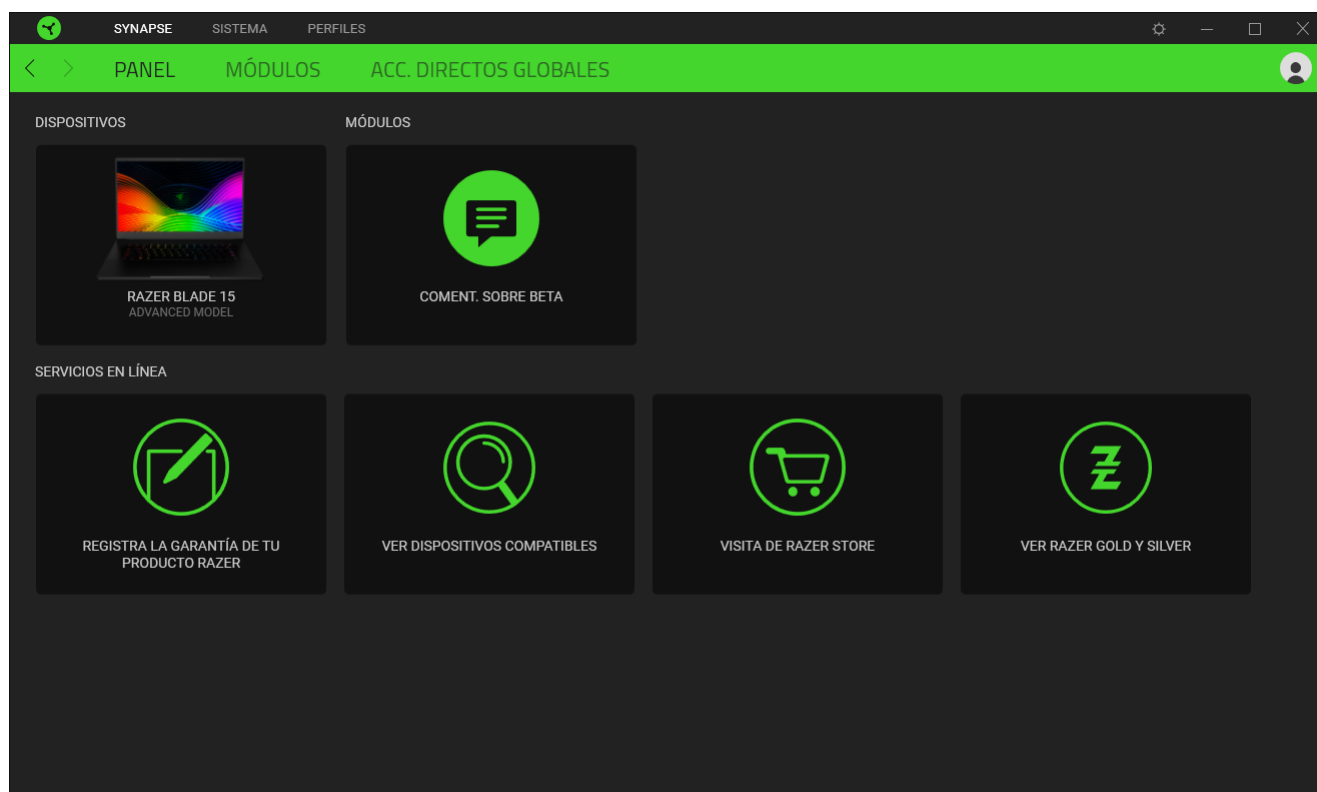 SYNAPSE SISTEMA PERFILES
PANEL MÓDULOS ACC. DIRECTOS GLOBALES
DISPOSITIVOS
RAZER BLADE 15
ADVANCED MODEL
MÓDULOS
COMENT. SOBRE BETA
SERVICIOS EN LÍNEA
REGISTRA LA GARANTÍA DE TU
PRODUCTO RAZER
VER DISPOSITIVOS COMPATIBLES
VISITA DE RAZER STORE
VER RAZER GOLD Y SILVER